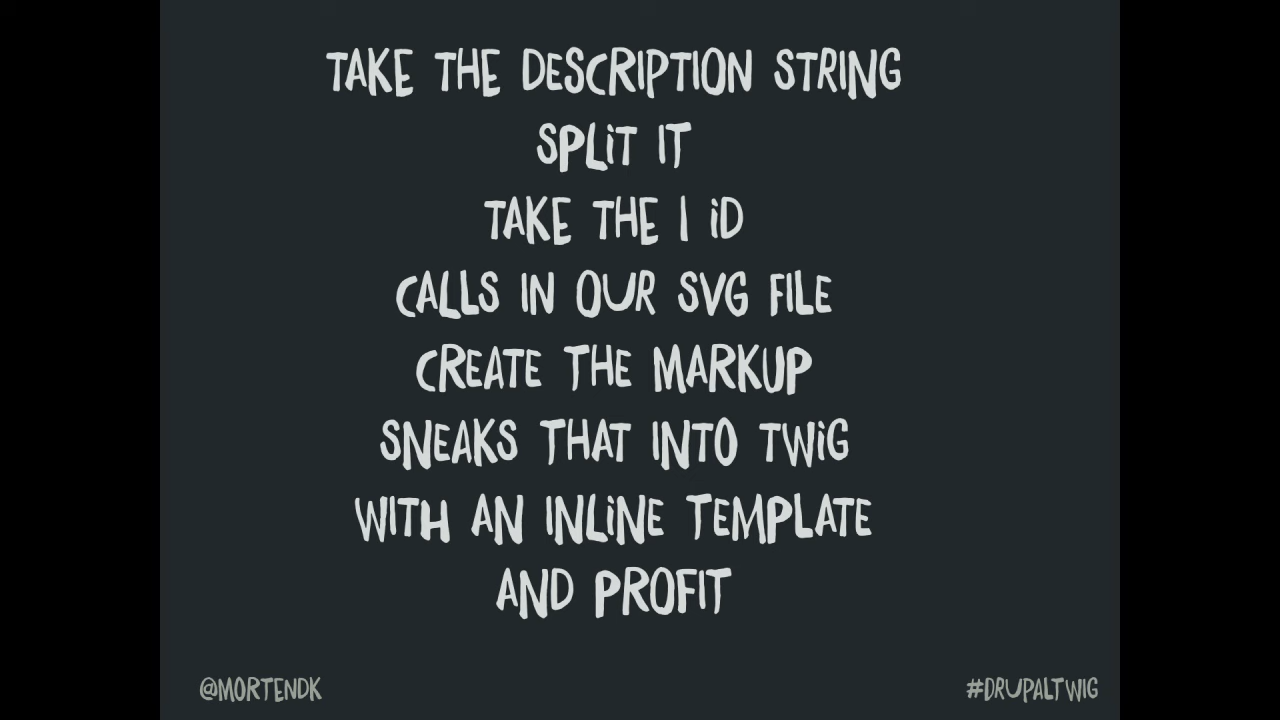 TAKE THE DESCRIPTION STRING
SPLiT IT
TAKE THE 1 iD
CALLS IN OUR SVG FILE
CREATE THE MARKUP
SNEAKS THAT INTO TWiG
WITH AN INLiNE TEMPLATE
AND PROFIT
@MORTENDK
#DRUPALTWIG